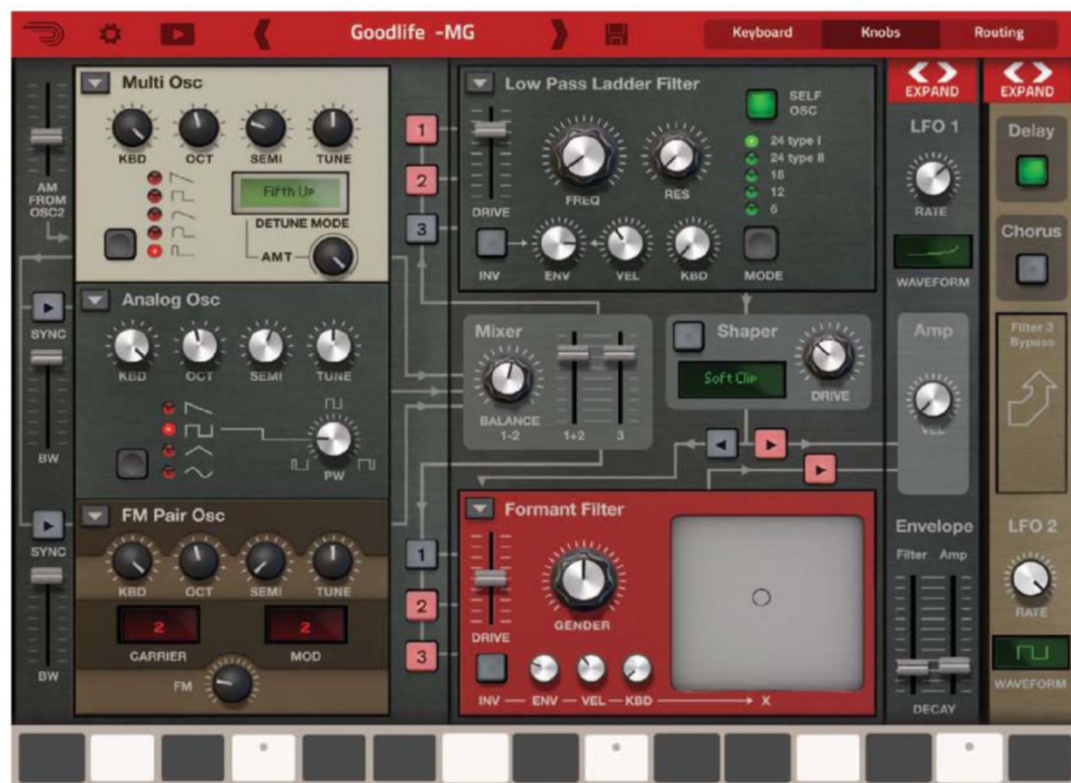 Goodlife -MG
Keyboard
Knobs
Routing
AM
FROM
OSC2
SYNC
BW
SYNC
BW
Multi Osc
KBD
OCT
SEMI
TUNE
Fifth Up
DETUNE MODE
AMT
Analog Osc
KBD
OCT
SEMI
TUNE
PW
FM Pair Osc
KBD
OCT
SEMI
TUNE
2
2
CARRIER
MOD
FM
1
2
3
1
2
3
Low Pass Ladder Filter
DRIVE
FREQ
RES
SELF
OSC
24 type I
24 type II
18
12
6
INV
ENV
VEL
KBD
MODE
Mixer
BALANCE
1-2
1+2
3
Shaper
Soft Clip
DRIVE
Formant Filter
DRIVE
GENDER
INV
ENV
VEL
KBD
X
EXPAND
LFO 1
RATE
WAVEFORM
Amp
VEL
Envelope
Filter
Amp
DECAY
EXPAND
Delay
Chorus
Filter 3
Bypass
LFO 2
RATE
WAVEFORM